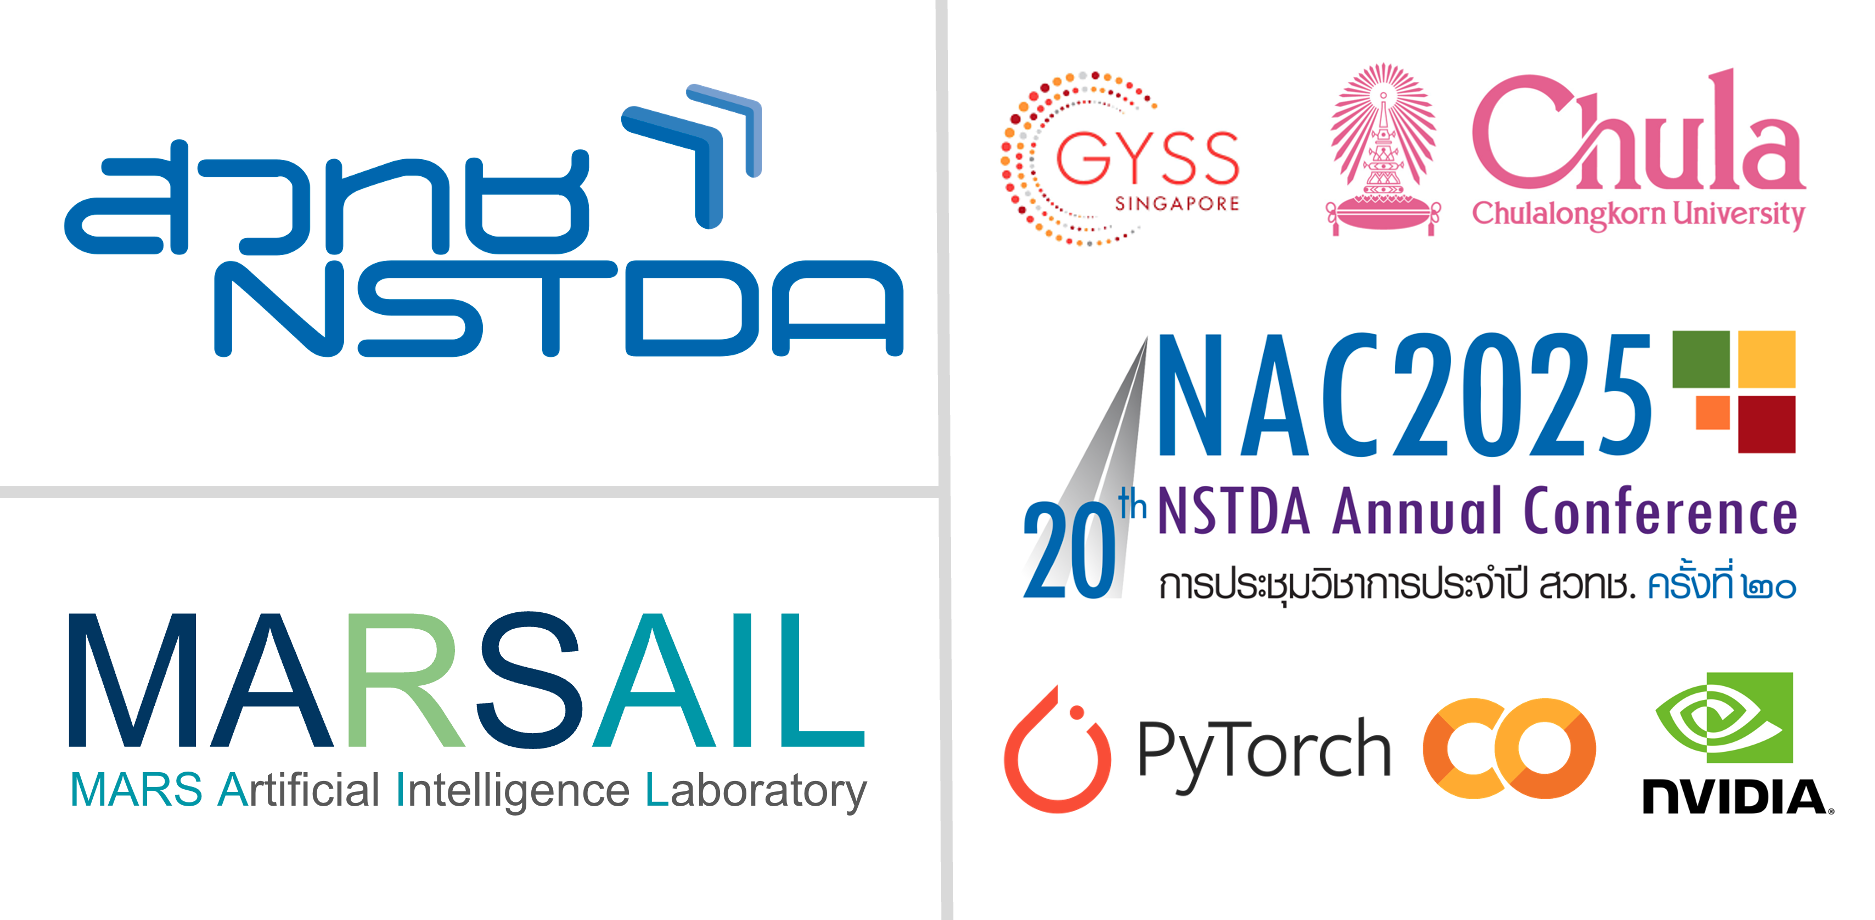 สวทช
NSTDA
MARSAIL
MARS Artificial Intelligence Laboratory
GYSS
SINGAPORE
Chula
Chulalongkorn University
NAC2025
20th NSTDA Annual Conference
การประชุมวิชาการประจำปี สวทช. ครั้งที่ ๒๐
PyTorch
CO
NVIDIA®